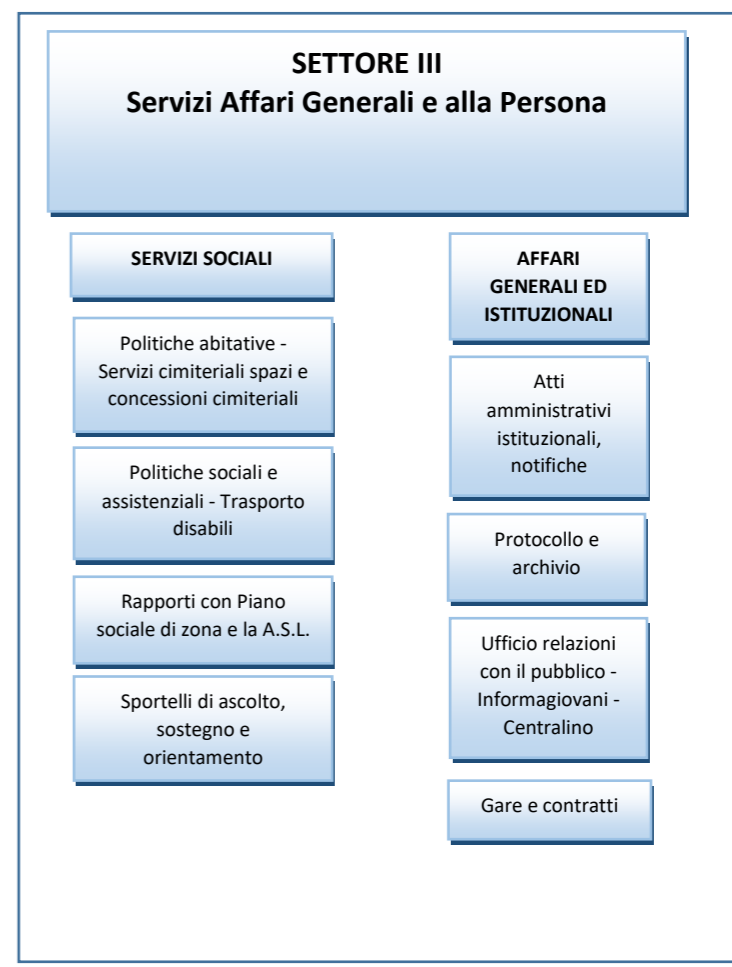 SETTORE III
Servizi Affari Generali e alla Persona
SERVIZI SOCIALI
Politiche abitative -
Servizi cimiteriali spazi e
concessioni cimiteriali
Politiche sociali e
assistenziali - Trasporto
disabili
Rapporti con Piano
sociale di zona e la A.S.L.
Sportelli di ascolto,
sostegno e
orientamento
AFFARI
GENERALI ED
ISTITUZIONALI
Atti
amministrativi
istituzionali,
notifiche
Protocollo e
archivio
Ufficio relazioni
con il pubblico -
Informagiovani -
Centralino
Gare e contratti